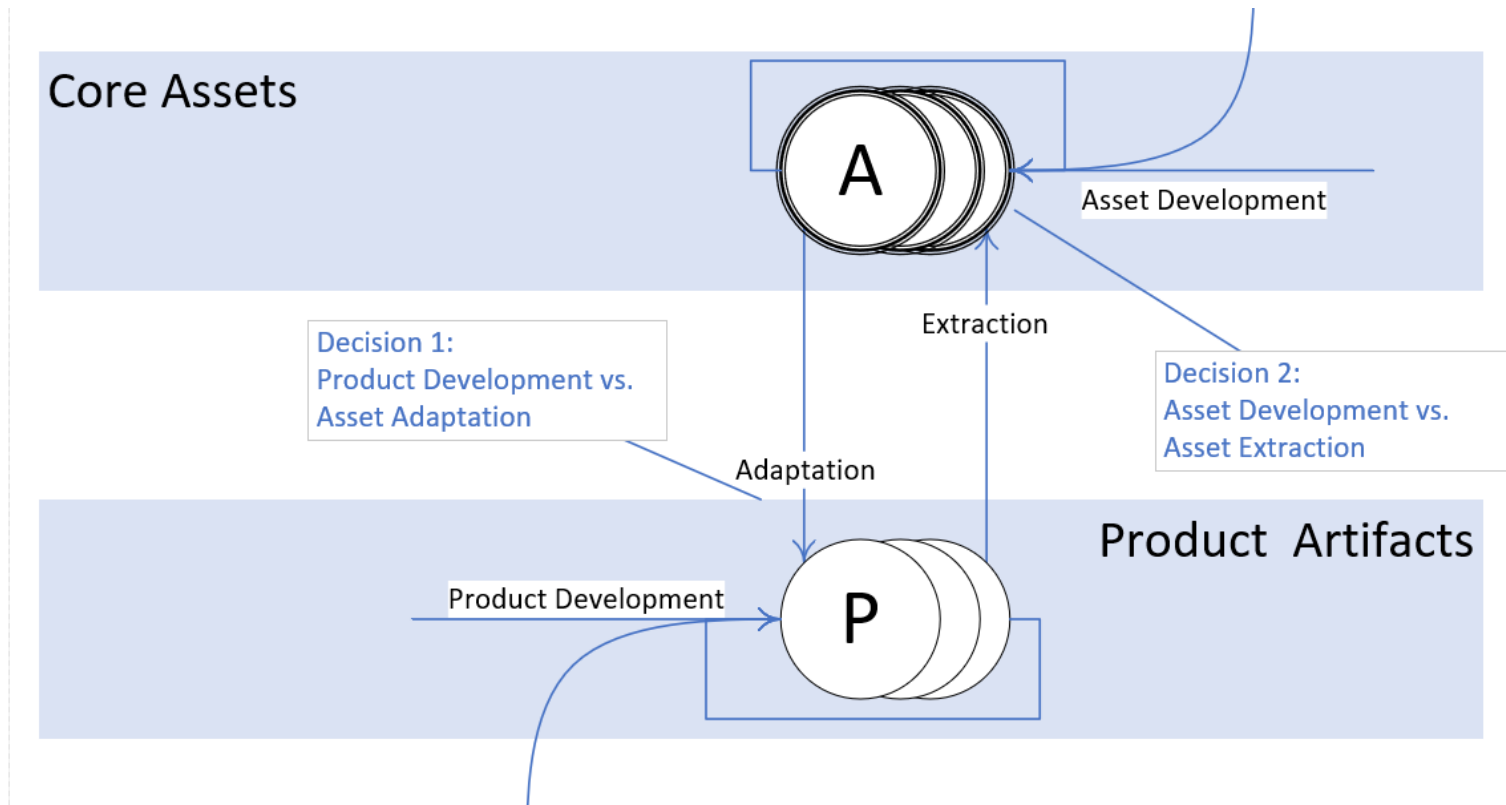 Core Assets
A
Asset Development
Extraction
Decision 1:
Product Development vs.
Asset Adaptation
Decision 2:
Asset Development vs.
Asset Extraction
Adaptation
Product Artifacts
Product Development
P